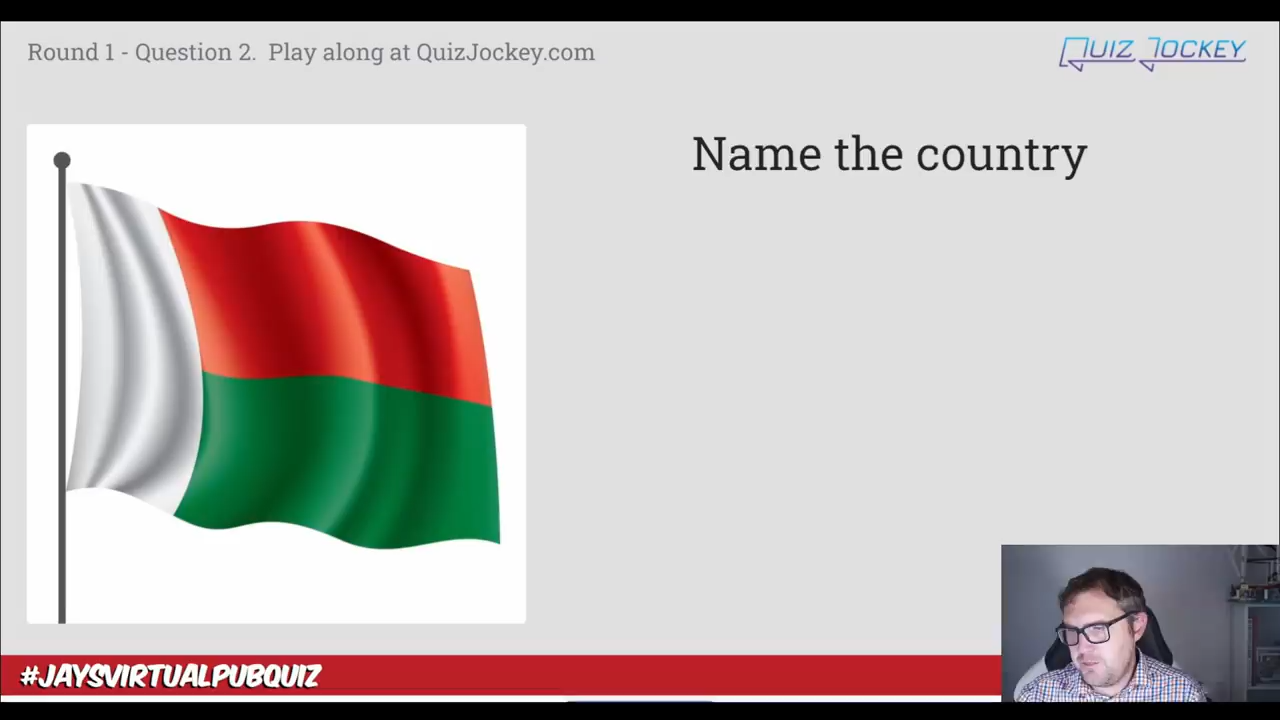 Round 1 - Question 2.  Play along at QuizJockey.com
QUIZ JOCKEY
Name the country
#JAYSVIRTUALPUBQUIZ